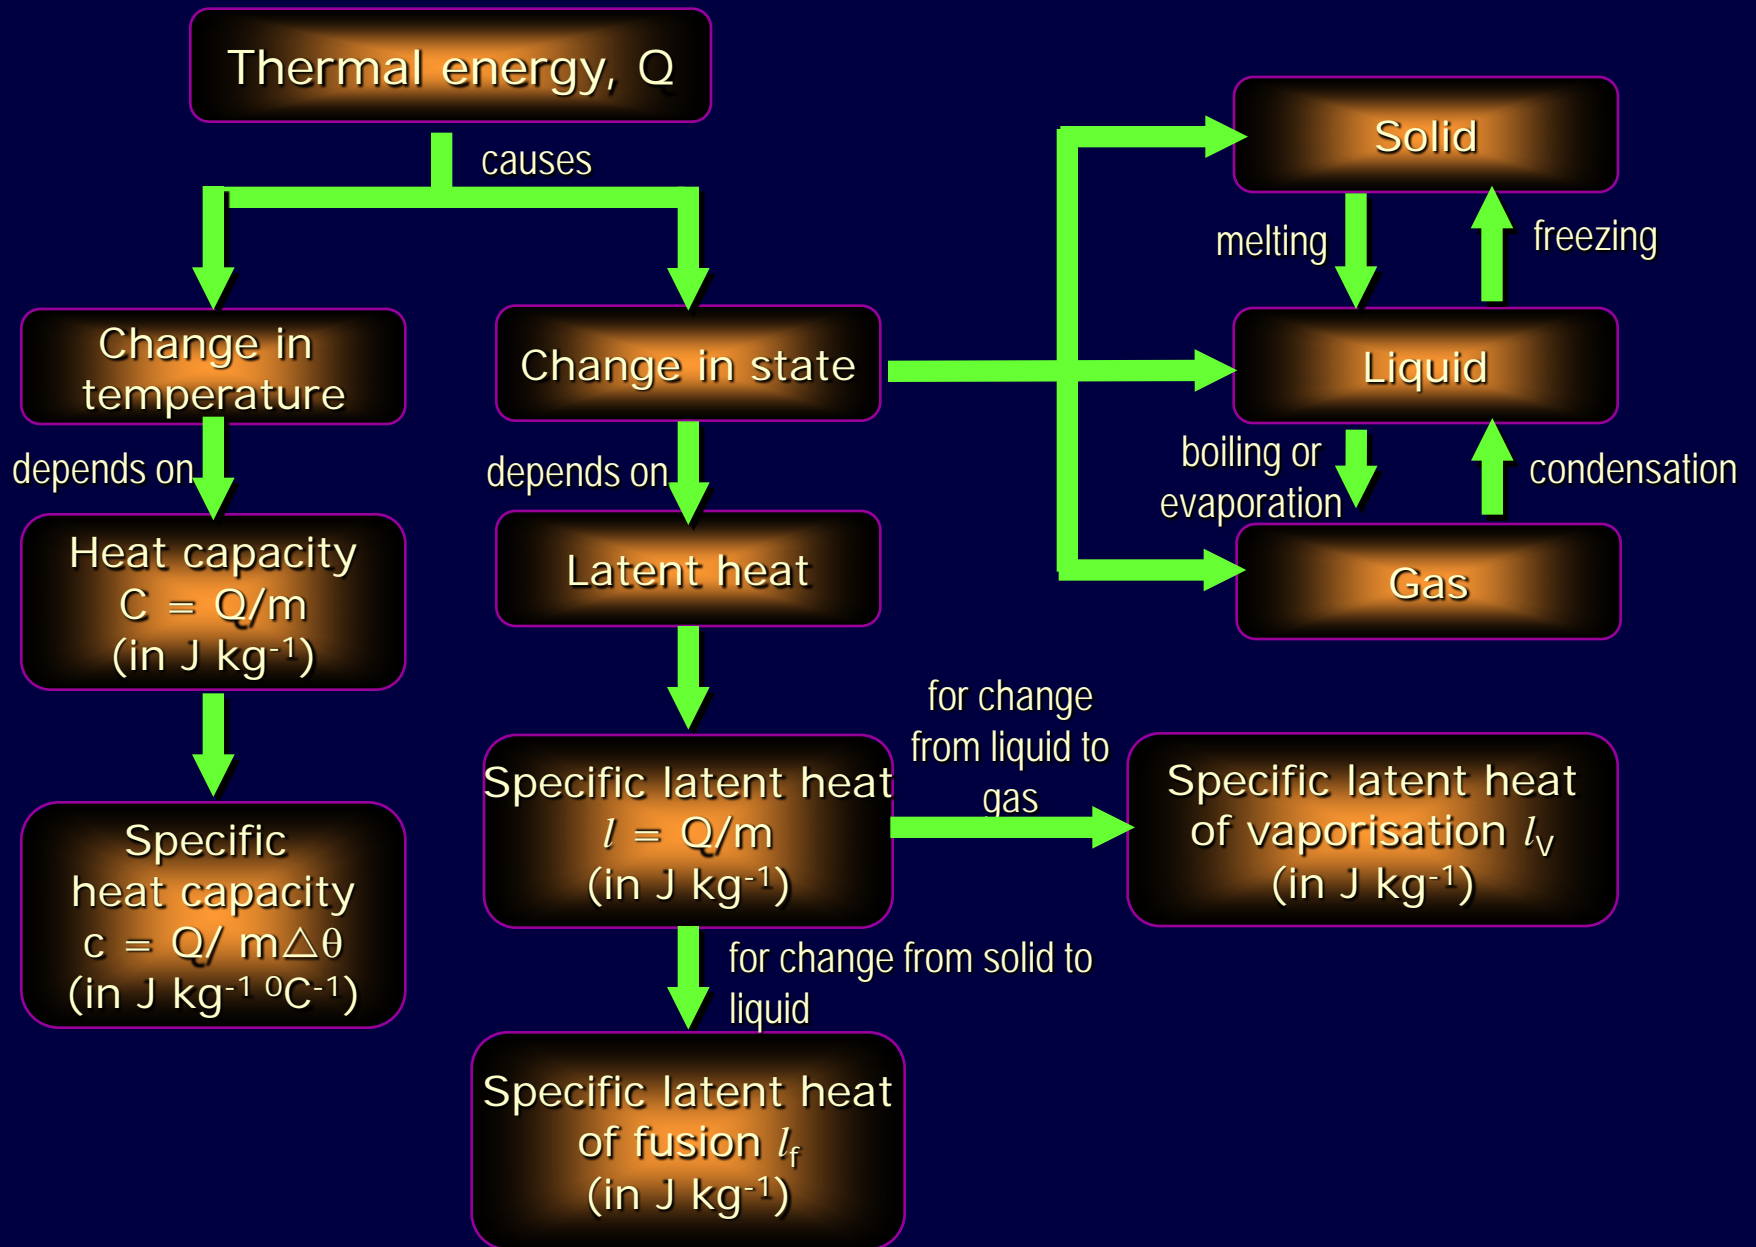 Thermal energy, Q
causes
Change in
temperature
depends on
Heat capacity
C = Q/m
(in J kg⁻¹)
Specific
heat capacity
c = Q/ m△θ
(in J kg⁻¹ ⁰C⁻¹)
Change in state
depends on
Latent heat
Specific latent heat
l = Q/m
(in J kg⁻¹)
for change from solid to
liquid
Specific latent heat
of fusion l_f
(in J kg⁻¹)
for change
from liquid to
gas
Specific latent heat
of vaporisation l_V
(in J kg⁻¹)
Solid
melting
freezing
Liquid
boiling or
evaporation
condensation
Gas